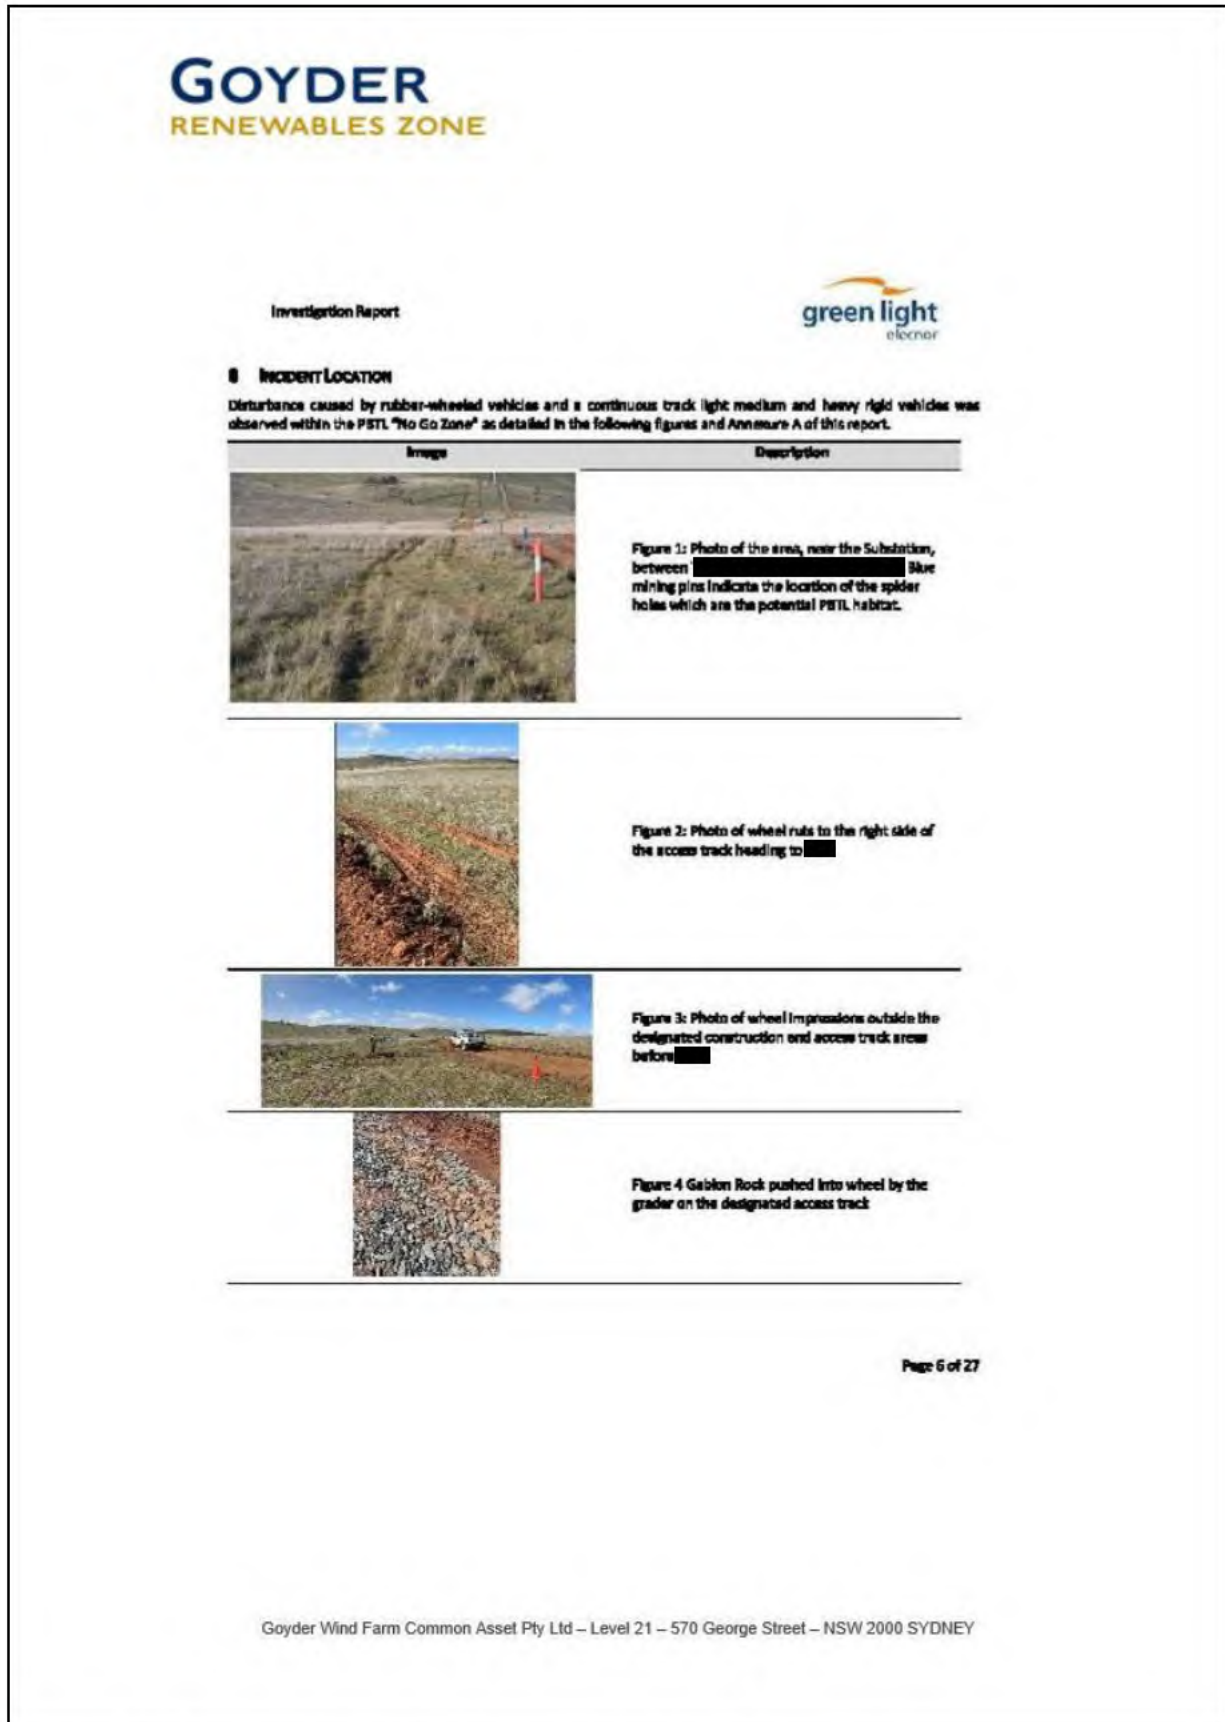 GOYDER
RENEWABLES ZONE
Investigation Report
green light
elecnor
8 INCIDENT LOCATION
Disturbance caused by rubber-wheeled vehicles and a continuous track light medium and heavy rigid vehicles was
observed within the PBTL "No Go Zone" as detailed in the following figures and Annexure A of this report.
Image
Description
Figure 1: Photo of the area, near the Substation,
between
Blue
mining pins indicate the location of the spider
holes which are the potential PBTL habitat.
Figure 2: Photo of wheel ruts to the right side of
the access track heading to
Figure 3: Photo of wheel impressions outside the
designated construction and access track areas
before
Figure 4 Gabion Rock pushed into wheel by the
grader on the designated access track
Page 6 of 27
Goyder Wind Farm Common Asset Pty Ltd – Level 21 – 570 George Street – NSW 2000 SYDNEY